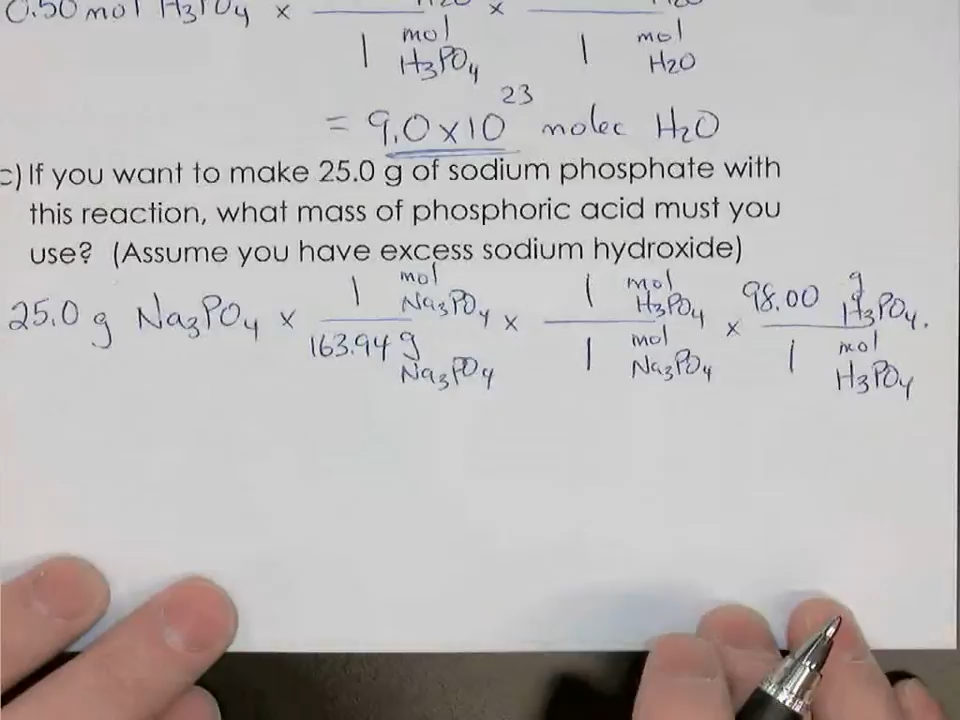 0.50 mol H3PO4 × H2O × H2O
1 mol H3PO4 1 mol H2O
= 9.0 × 10^23 molec H2O
c) If you want to make 25.0 g of sodium phosphate with
this reaction, what mass of phosphoric acid must you
use? (Assume you have excess sodium hydroxide)
25.0 g Na3PO4 × 1 mol Na3PO4 × 1 mol H3PO4 × 98.00 g H3PO4.
163.94 g Na3PO4 1 mol Na3PO4 1 mol H3PO4